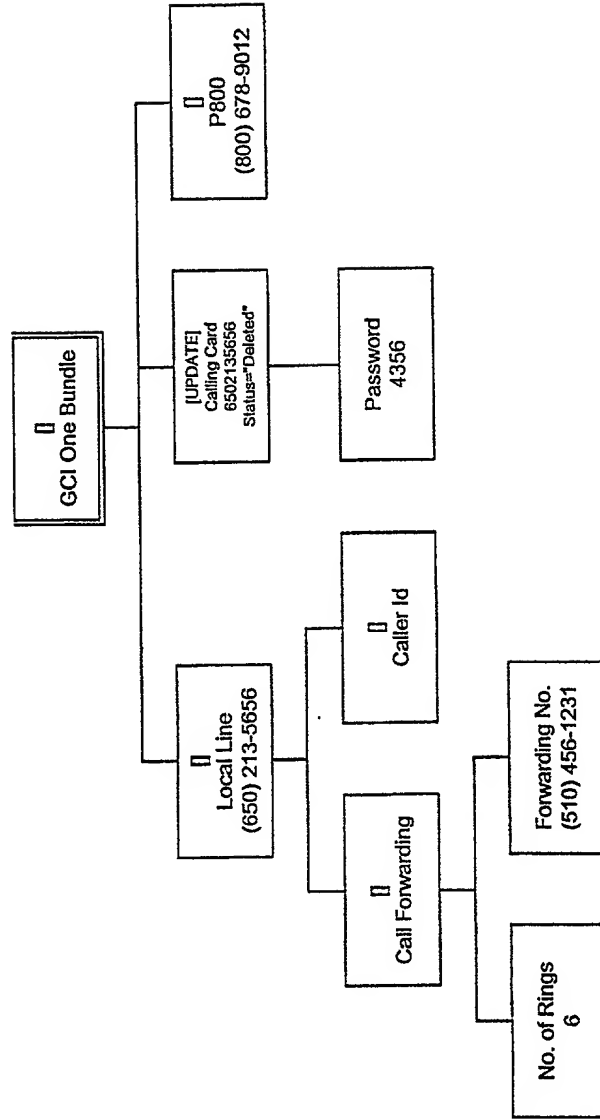 []
GCI One Bundle
[]
Local Line
(650) 213-5656
[UPDATE]
Calling Card
6502135656
Status="Deleted"
[]
P800
(800) 678-9012
[]
Call Forwarding
[]
Caller Id
Password
4356
No. of Rings
6
Forwarding No.
(510) 456-1231